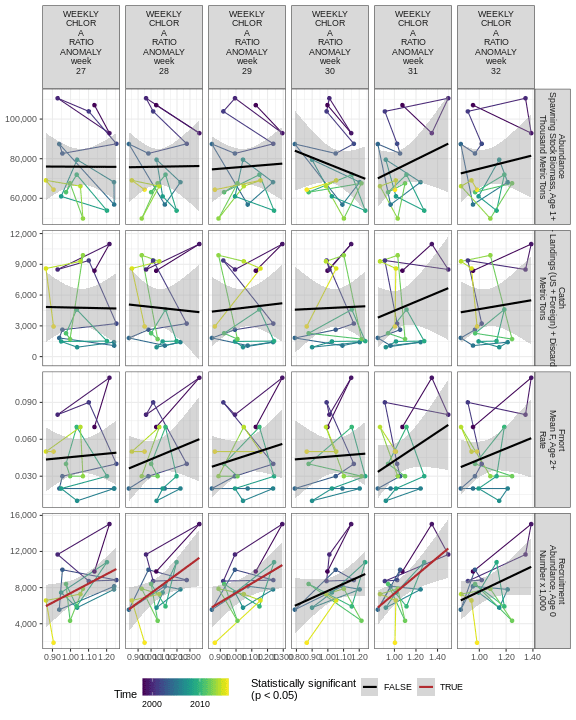 WEEKLY
CHLOR
A
RATIO
ANOMALY
week
27
WEEKLY
CHLOR
A
RATIO
ANOMALY
week
28
WEEKLY
CHLOR
A
RATIO
ANOMALY
week
29
WEEKLY
CHLOR
A
RATIO
ANOMALY
week
30
WEEKLY
CHLOR
A
RATIO
ANOMALY
week
31
WEEKLY
CHLOR
A
RATIO
ANOMALY
week
32
100,000
80,000
60,000
Abundance
Spawning Stock Biomass, Age 1+
Thousand Metric Tons
12,000
9,000
6,000
3,000
0
Landings (US + Foreign) + Discard
Metric Tons
0.090
0.060
0.030
Fmort
Mean F, Age 2+
Rate
16,000
12,000
8,000
4,000
Recruitment
Abundance, Age 0
Number x 1,000
0.90 1.00 1.10 1.20
1.00 1.20 1.40
1.00 1.20 1.40
Time
2000 2010
Statistically significant
(p < 0.05)
FALSE
TRUE